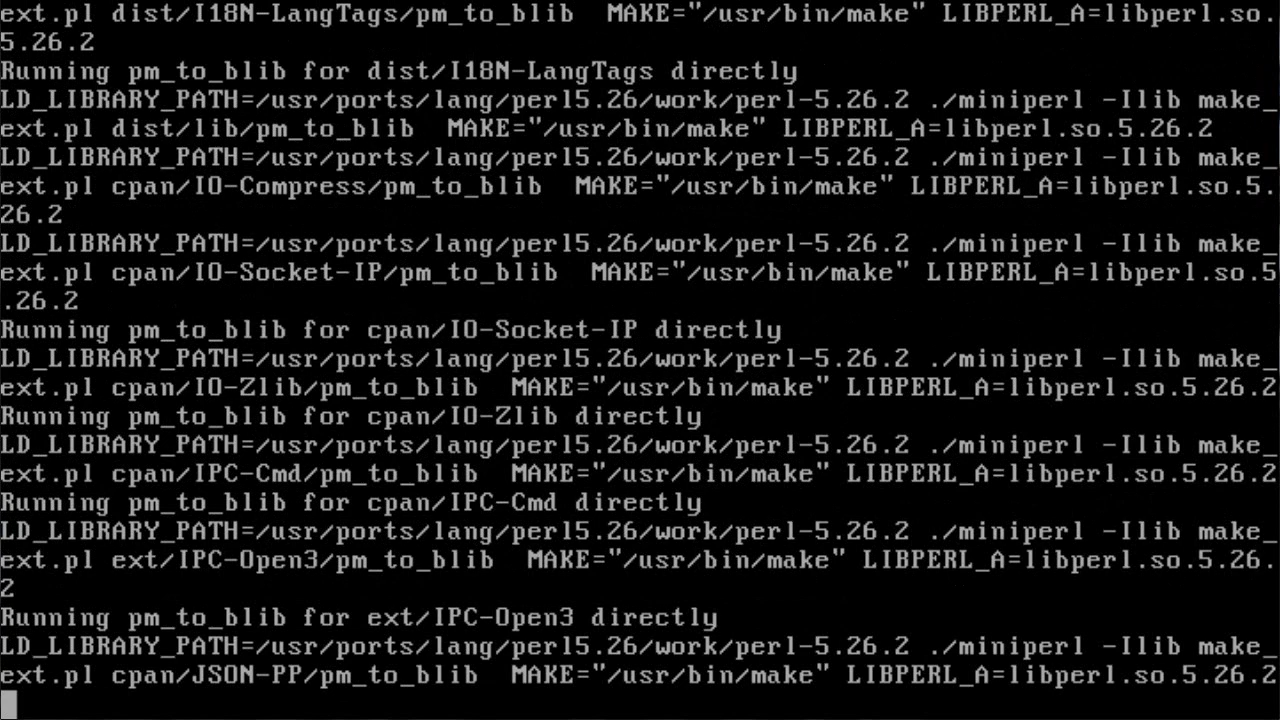 ext.pl dist/I18N-LangTags/pm_to_blib  MAKE="/usr/bin/make" LIBPERL_A=libperl.so.
5.26.2
Running pm_to_blib for dist/I18N-LangTags directly
LD_LIBRARY_PATH=/usr/ports/lang/perl5.26/work/perl-5.26.2 ./miniperl -Ilib make_
ext.pl dist/lib/pm_to_blib  MAKE="/usr/bin/make" LIBPERL_A=libperl.so.5.26.2
LD_LIBRARY_PATH=/usr/ports/lang/perl5.26/work/perl-5.26.2 ./miniperl -Ilib make_
ext.pl cpan/IO-Compress/pm_to_blib  MAKE="/usr/bin/make" LIBPERL_A=libperl.so.5.
26.2
LD_LIBRARY_PATH=/usr/ports/lang/perl5.26/work/perl-5.26.2 ./miniperl -Ilib make_
ext.pl cpan/IO-Socket-IP/pm_to_blib  MAKE="/usr/bin/make" LIBPERL_A=libperl.so.5
.26.2
Running pm_to_blib for cpan/IO-Socket-IP directly
LD_LIBRARY_PATH=/usr/ports/lang/perl5.26/work/perl-5.26.2 ./miniperl -Ilib make_
ext.pl cpan/IO-Zlib/pm_to_blib  MAKE="/usr/bin/make" LIBPERL_A=libperl.so.5.26.2
Running pm_to_blib for cpan/IO-Zlib directly
LD_LIBRARY_PATH=/usr/ports/lang/perl5.26/work/perl-5.26.2 ./miniperl -Ilib make_
ext.pl cpan/IPC-Cmd/pm_to_blib  MAKE="/usr/bin/make" LIBPERL_A=libperl.so.5.26.2
Running pm_to_blib for cpan/IPC-Cmd directly
LD_LIBRARY_PATH=/usr/ports/lang/perl5.26/work/perl-5.26.2 ./miniperl -Ilib make_
ext.pl ext/IPC-Open3/pm_to_blib  MAKE="/usr/bin/make" LIBPERL_A=libperl.so.5.26.
2
Running pm_to_blib for ext/IPC-Open3 directly
LD_LIBRARY_PATH=/usr/ports/lang/perl5.26/work/perl-5.26.2 ./miniperl -Ilib make_
ext.pl cpan/JSON-PP/pm_to_blib  MAKE="/usr/bin/make" LIBPERL_A=libperl.so.5.26.2